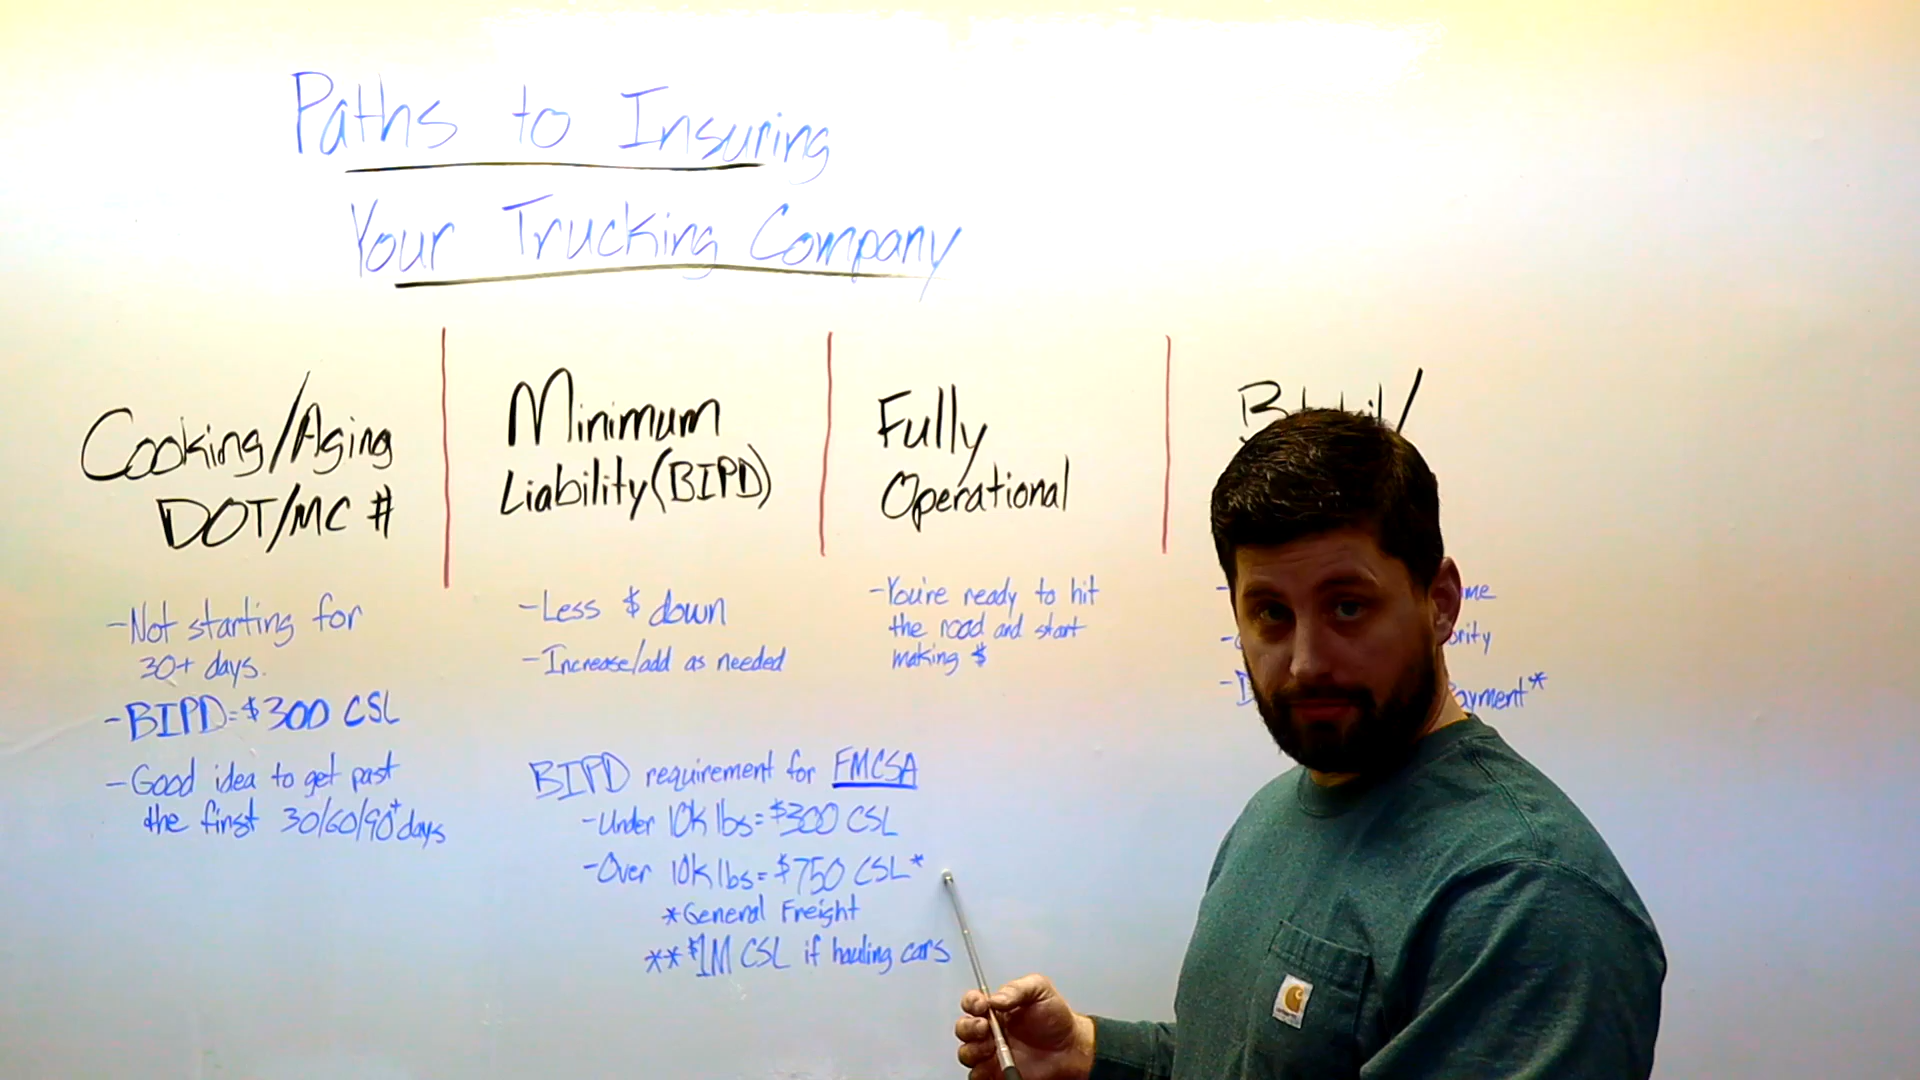 Paths to Insuring
Your Trucking Company
Cooking/Aging
DOT/MC #
-Not starting for
30+ days.
-BIPD=$300 CSL
-Good idea to get past
the first 30/60/90+ days
Minimum
Liability(BIPD)
-Less $ down
-Increase/add as needed
BIPD requirement for FMCSA
-Under 10k lbs=$300 CSL
-Over 10k lbs=$750 CSL*
*General Freight
**$1M CSL if hauling cars
Fully
Operational
-You're ready to hit
the road and start
making $